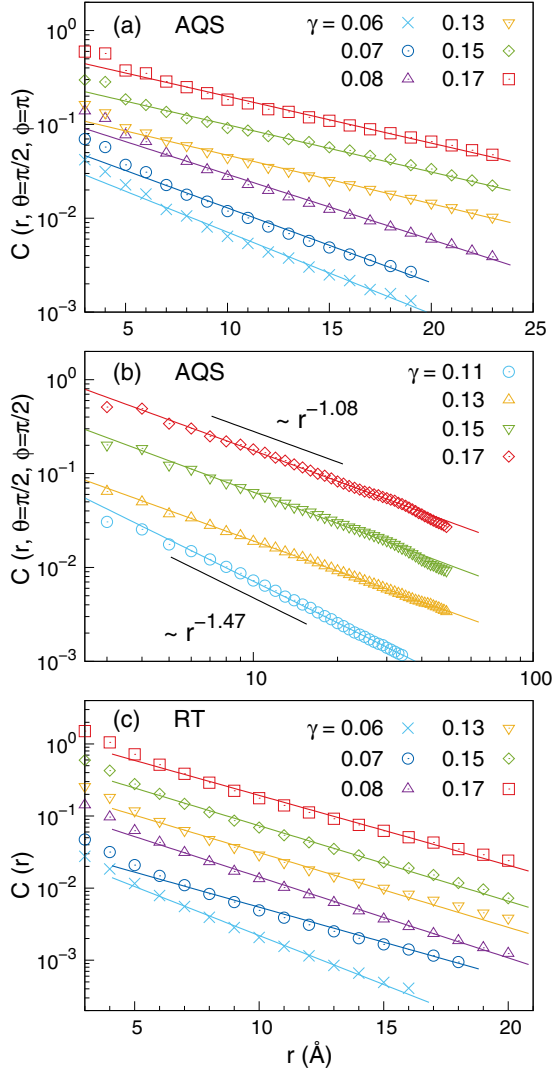 (a) AQS
γ = 0.06 0.13
0.07 0.15
0.08 0.17
10⁰
10⁻¹
10⁻²
10⁻³
C (r, θ=π/2, ϕ=π)
5 10 15 20 25
(b) AQS
γ = 0.11
0.13
0.15
0.17
~ r⁻¹·⁰⁸
~ r⁻¹·⁴⁷
10⁰
10⁻¹
10⁻²
10⁻³
C (r, θ=π/2, ϕ=π/2)
10 100
(c) RT
γ = 0.06 0.13
0.07 0.15
0.08 0.17
10⁰
10⁻¹
10⁻²
10⁻³
C (r)
5 10 15 20
r (Å)